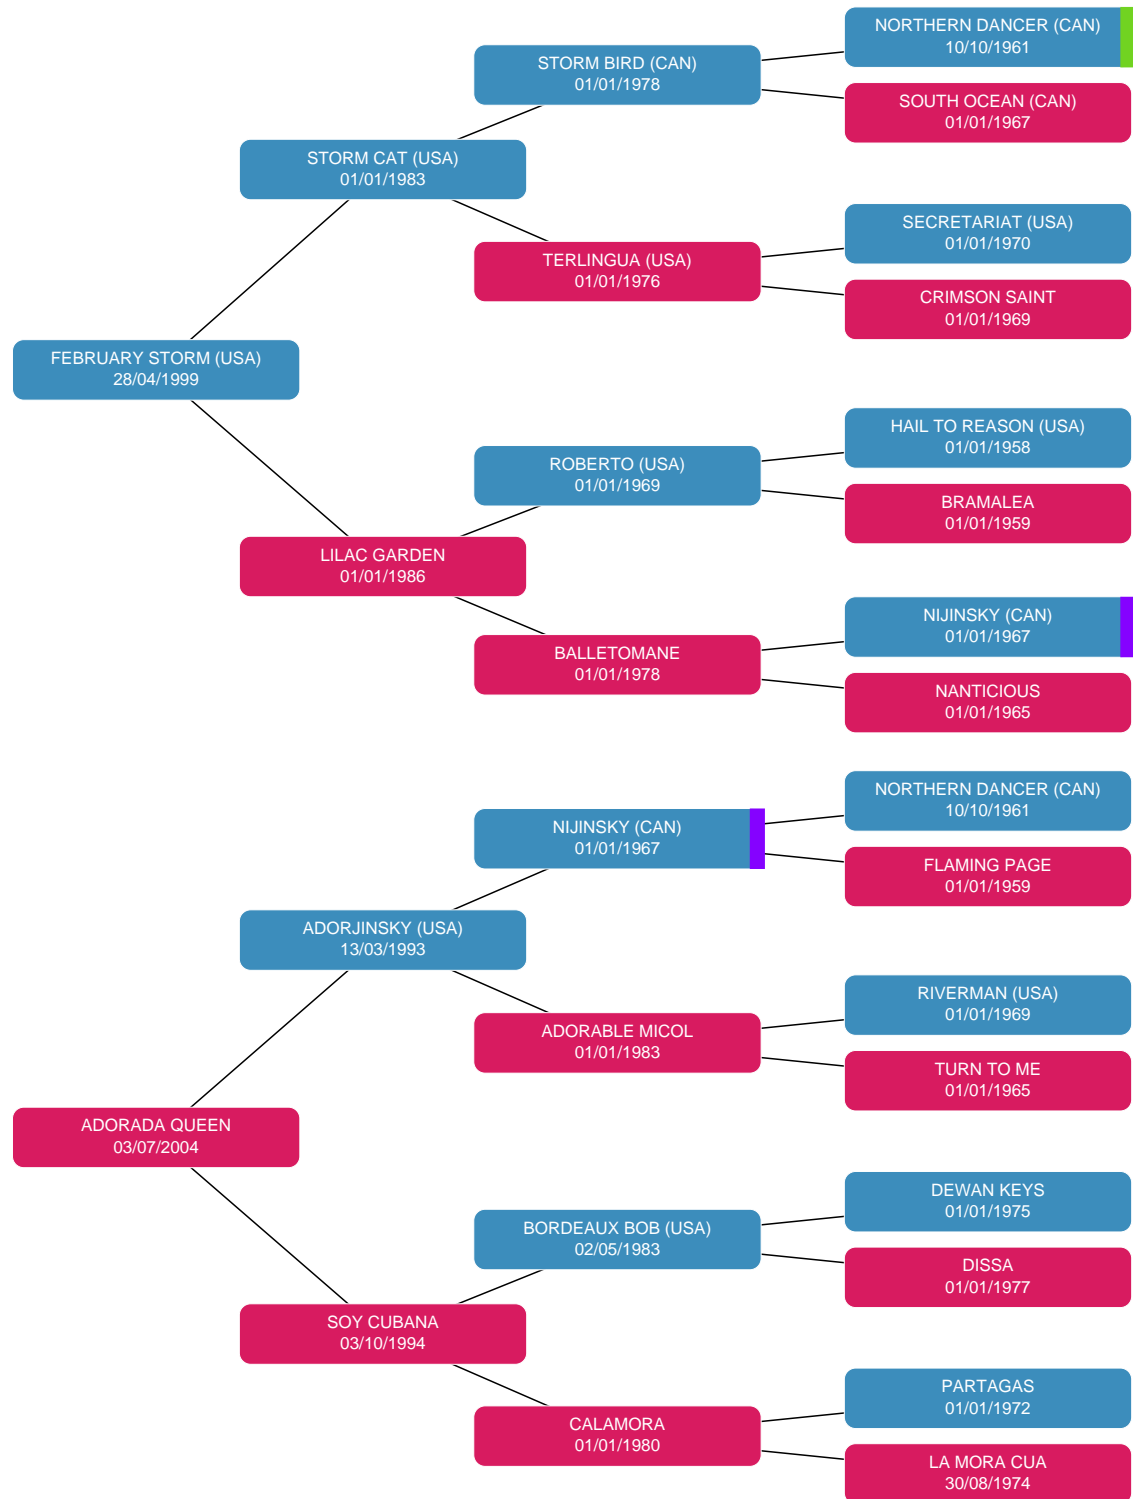 NORTHERN DANCER (CAN)
10/10/1961
STORM BIRD (CAN)
01/01/1978
SOUTH OCEAN (CAN)
01/01/1967
STORM CAT (USA)
01/01/1983
SECRETARIAT (USA)
01/01/1970
TERLINGUA (USA)
01/01/1976
CRIMSON SAINT
01/01/1969
FEBRUARY STORM (USA)
28/04/1999
HAIL TO REASON (USA)
01/01/1958
ROBERTO (USA)
01/01/1969
BRAMALEA
01/01/1959
LILAC GARDEN
01/01/1986
NIJINSKY (CAN)
01/01/1967
BALLETOMANE
01/01/1978
NANTICIOUS
01/01/1965
NORTHERN DANCER (CAN)
10/10/1961
NIJINSKY (CAN)
01/01/1967
FLAMING PAGE
01/01/1959
ADORJINSKY (USA)
13/03/1993
RIVERMAN (USA)
01/01/1969
ADORABLE MICOL
01/01/1983
TURN TO ME
01/01/1965
ADORADA QUEEN
03/07/2004
DEWAN KEYS
01/01/1975
BORDEAUX BOB (USA)
02/05/1983
DISSA
01/01/1977
SOY CUBANA
03/10/1994
PARTAGAS
01/01/1972
CALAMORA
01/01/1980
LA MORA CUA
30/08/1974